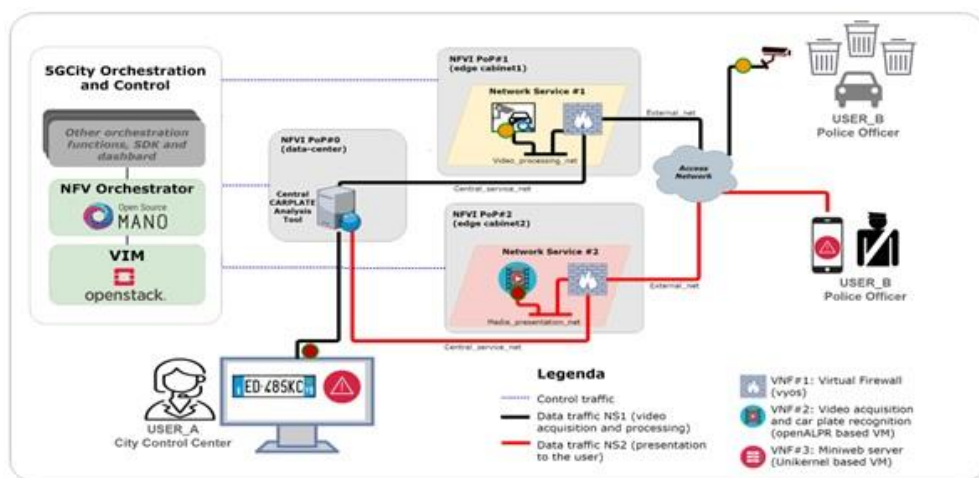 5GCity Orchestration
and Control
Other orchestration
functions, SDK and
dashbard
NFV Orchestrator
Open Source
MANO
VIM
openstack.
NFVI PoP#0
(data-center)
Central
CARPLATE
Analysis
Tool
NFVI PoP#1
(edge cabinet1)
Network Service #1
Video_processing_net
Central_service_net
External_net
NFVI PoP#2
(edge cabinet2)
Network Service #2
Media_presentation_net
Central_service_net
External_net
Access
Network
USER_B
Police Officer
USER_B
Police Officer
USER_A
City Control Center
ED·485KC
Legenda
Control traffic
Data traffic NS1 (video
acquisition and processing)
Data traffic NS2 (presentation
to the user)
VNF#1: Virtual Firewall
(vyos)
VNF#2: Video acquisition
and car plate recognition
(openALPR based VM)
VNF#3: Miniweb server
(Unikernel based VM)